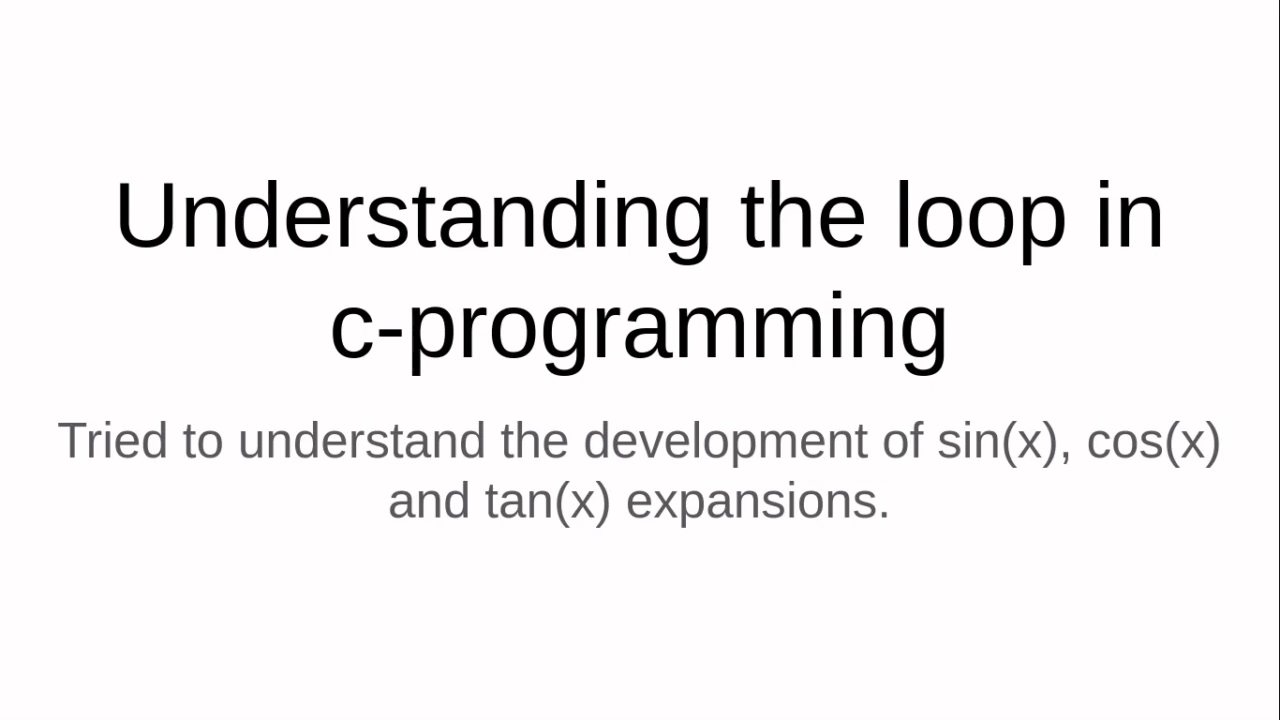 Understanding the loop in
c-programming
Tried to understand the development of sin(x), cos(x)
and tan(x) expansions.